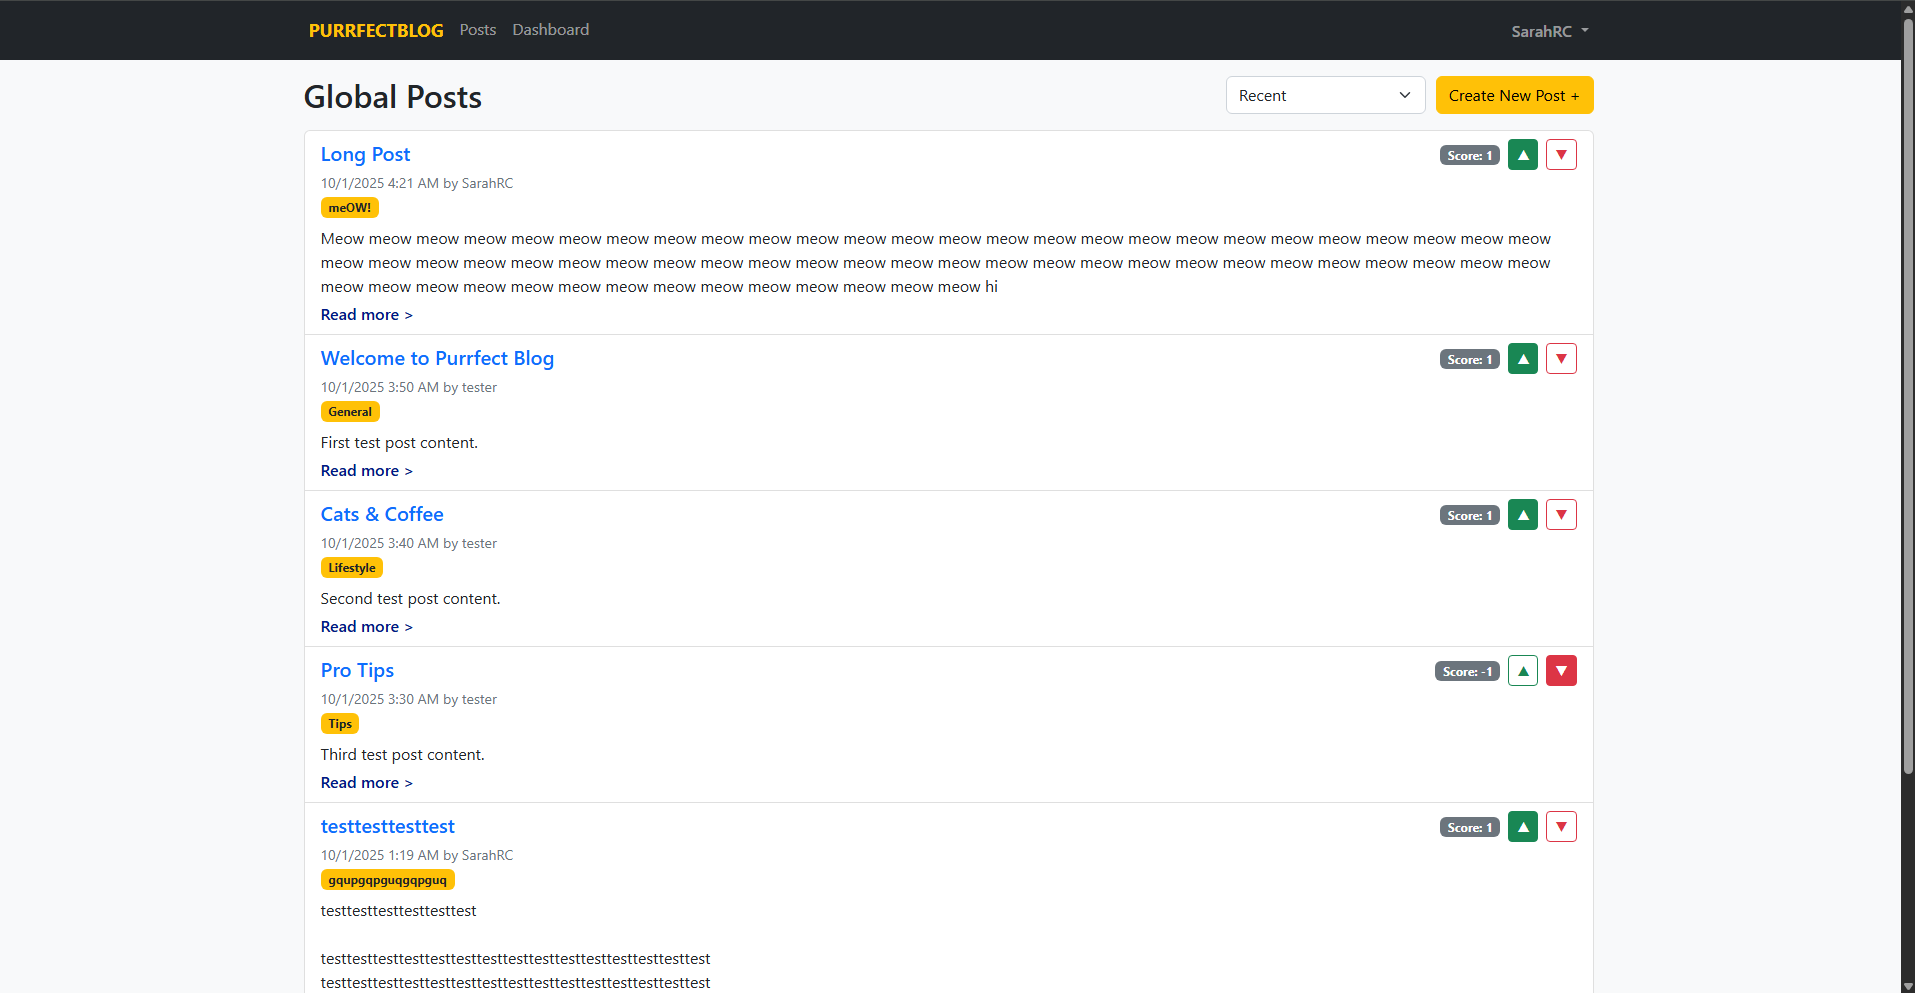 PURRFECTBLOG Posts Dashboard SarahRC
Global Posts
Recent
Create New Post +
Long Post
Score: 1
10/1/2025 4:21 AM by SarahRC
meOW!
Meow meow meow meow meow meow meow meow meow meow meow meow meow meow meow meow meow meow meow meow meow meow meow meow meow meow
meow meow meow meow meow meow meow meow meow meow meow meow meow meow meow meow meow meow meow meow meow meow meow meow meow meow
meow meow meow meow meow meow meow meow meow meow meow meow meow meow hi
Read more >
Welcome to Purrfect Blog
Score: 1
10/1/2025 3:50 AM by tester
General
First test post content.
Read more >
Cats & Coffee
Score: 1
10/1/2025 3:40 AM by tester
Lifestyle
Second test post content.
Read more >
Pro Tips
Score: -1
10/1/2025 3:30 AM by tester
Tips
Third test post content.
Read more >
testtesttesttest
Score: 1
10/1/2025 1:19 AM by SarahRC
gqupgqpguqgqpguq
testtesttesttesttesttest
testtesttesttesttesttesttesttesttesttesttesttesttesttesttest
testtesttesttesttesttesttesttesttesttesttesttesttesttesttest